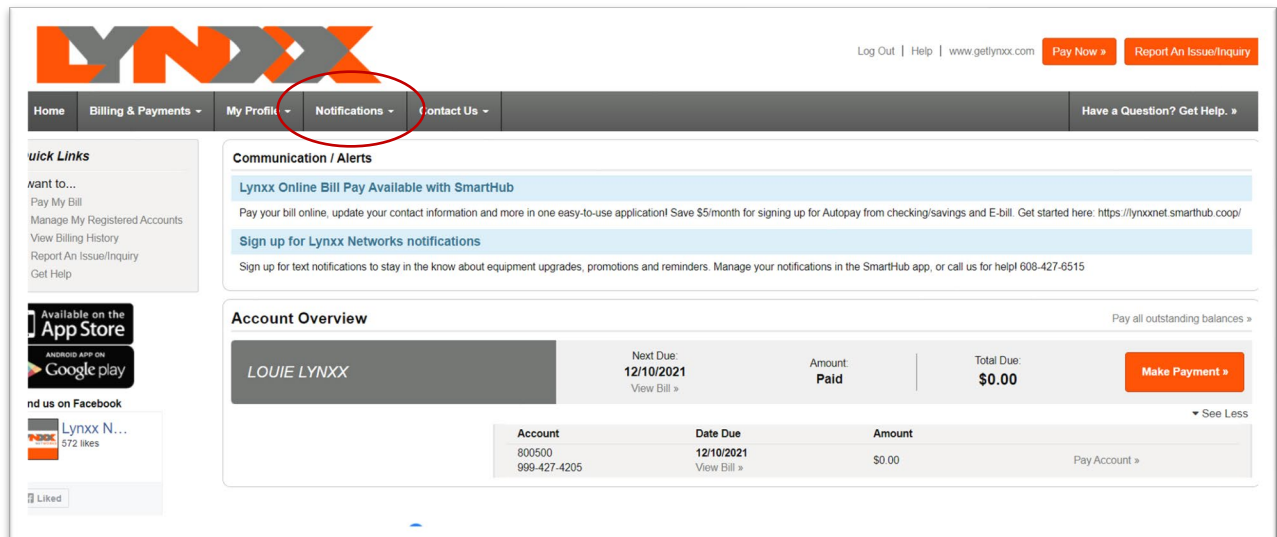 LYNXX
Log Out | Help | www.getlynxx.com Pay Now » Report An Issue/Inquiry
Home Billing & Payments My Profile Notifications Contact Us Have a Question? Get Help. »
uick Links
want to...
Pay My Bill
Manage My Registered Accounts
View Billing History
Report An Issue/Inquiry
Get Help
Communication / Alerts
Lynxx Online Bill Pay Available with SmartHub
Pay your bill online, update your contact information and more in one easy-to-use application! Save $5/month for signing up for Autopay from checking/savings and E-bill. Get started here: https://lynxxnet.smarthub.coop/
Sign up for Lynxx Networks notifications
Sign up for text notifications to stay in the know about equipment upgrades, promotions and reminders. Manage your notifications in the SmartHub app, or call us for help! 608-427-6515
Available on the
App Store
ANDROID APP ON
Google play
nd us on Facebook
Lynxx N...
572 likes
Liked
Account Overview Pay all outstanding balances »
LOUIE LYNXX
Next Due: Amount: Total Due:
12/10/2021 Paid $0.00 Make Payment »
View Bill »
See Less
Account Date Due Amount
800500 12/10/2021 $0.00 Pay Account »
999-427-4205 View Bill »